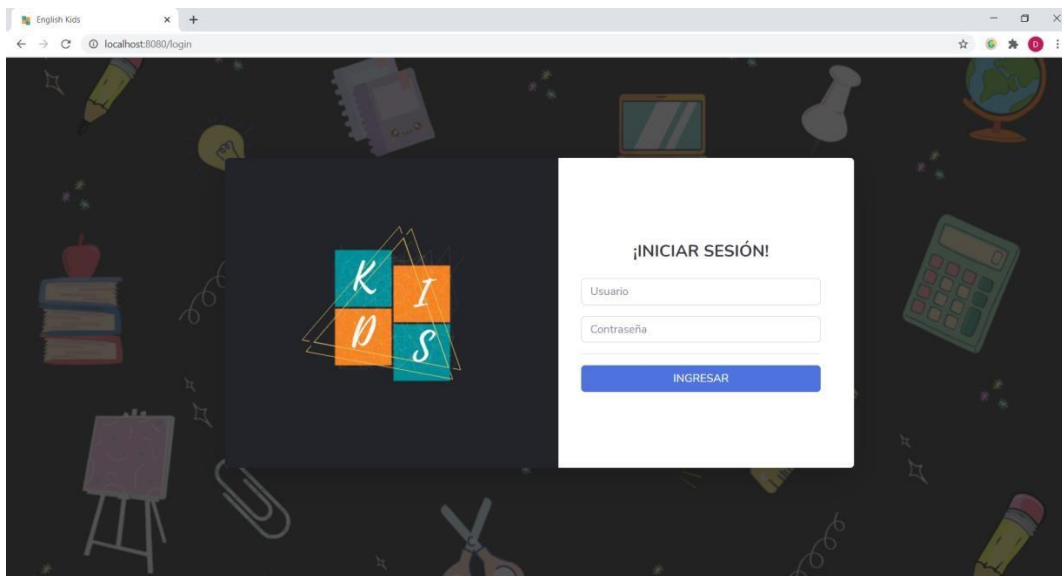 English Kids
localhost:8080/login
D
K
I
D
S
¡INICIAR SESIÓN!
Usuario
Contraseña
INGRESAR